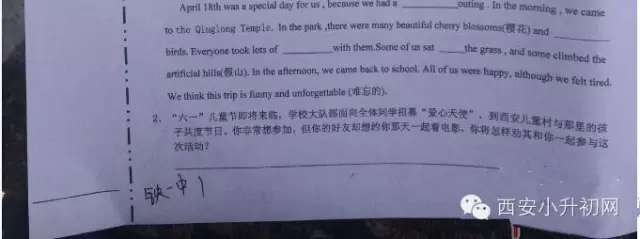 April 18th was a special day for us , because we had a ________outing . In the morning , we came
to the Qinglong Temple. In the park ,there were many beautiful cherry blossoms(樱花) and ________
birds. Everyone took lots of ________with them.Some of us sat _____the grass , and some climbed the
artificial hills(假山). In the afternoon, we came back to school. All of us were happy, although we felt tired.
We think this trip is funny and unforgettable (难忘的).
2、 “六一”儿童节即将来临，学校大队部面向全体同学招募“爱心天使”，到西安儿童村与那里的孩
子共度节日。你非常想参加，但你的好友却想约你那天一起看电影，你将怎样劝其和你一起参与这
次活动？
铁一中1
西安小升初网